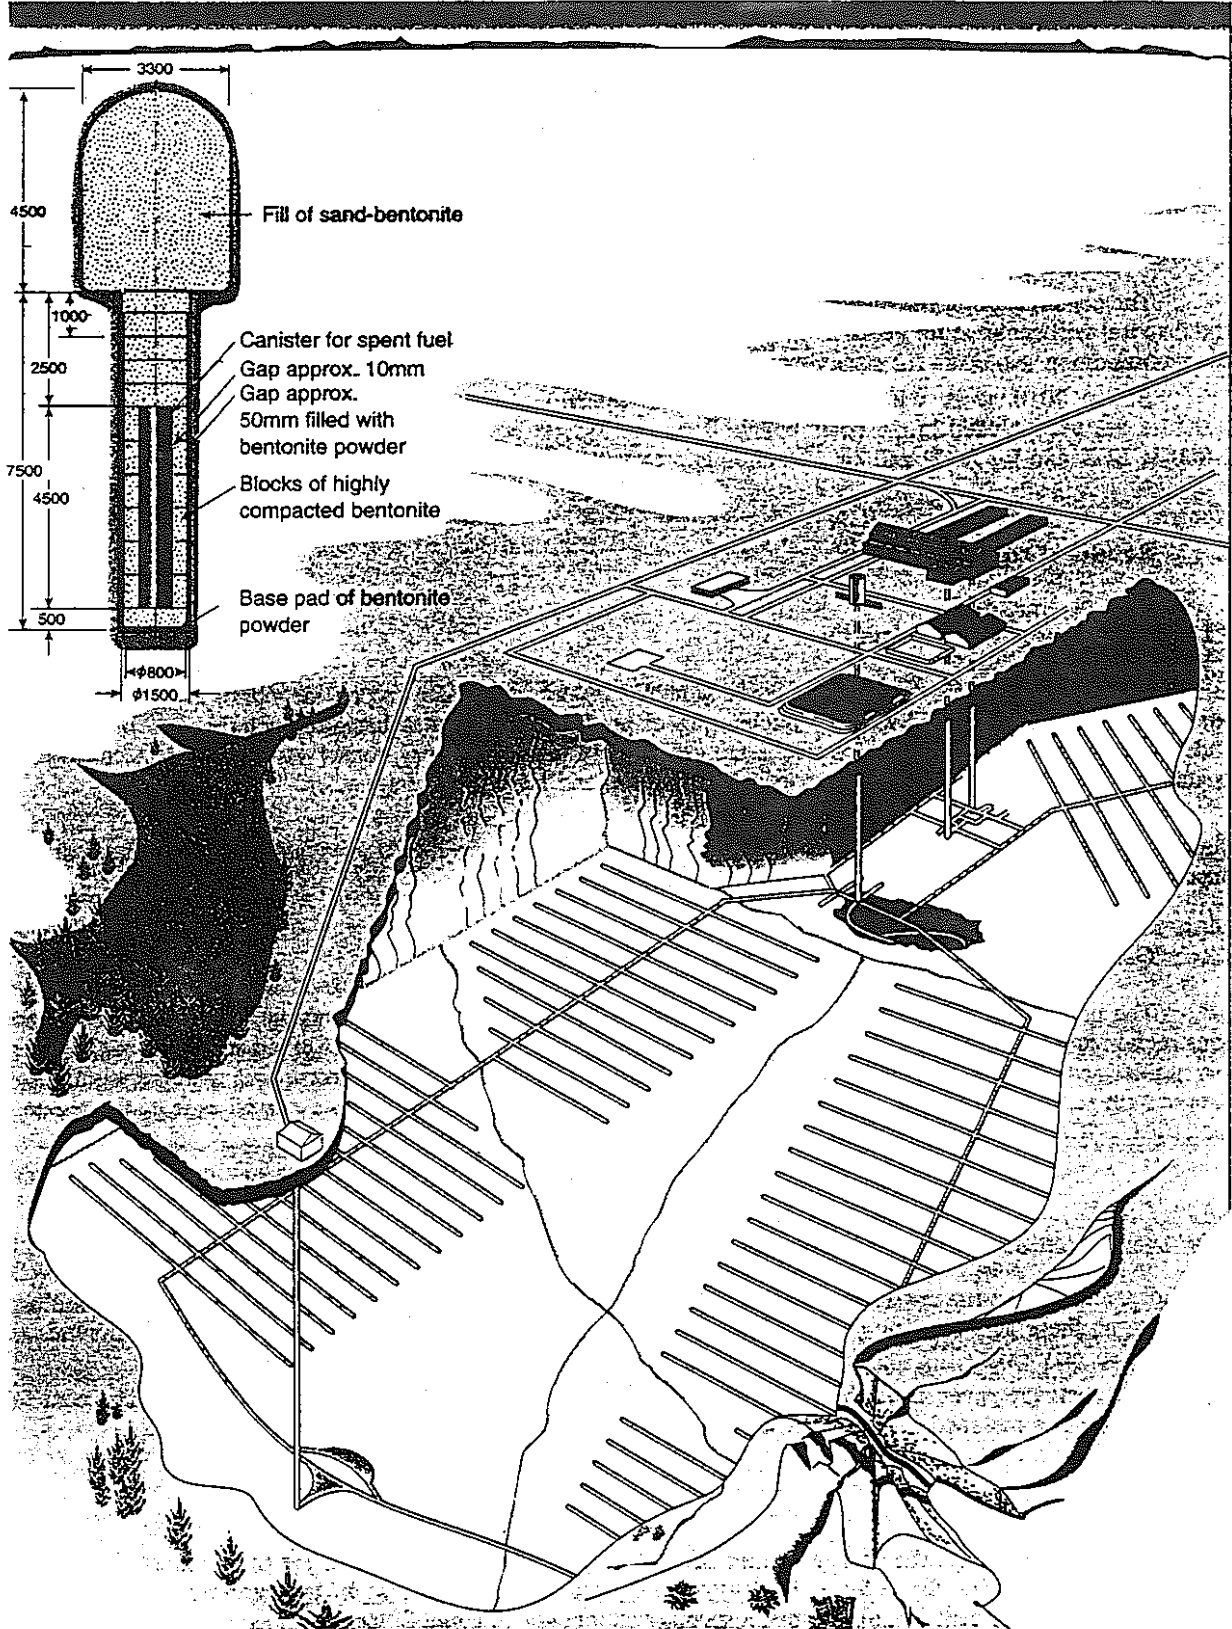 3300
4500
Fill of sand-bentonite
1000
2500
Canister for spent fuel
Gap approx. 10mm
Gap approx.
50mm filled with
bentonite powder
7500
4500
Blocks of highly
compacted bentonite
500
Base pad of bentonite
powder
φ800
φ1500